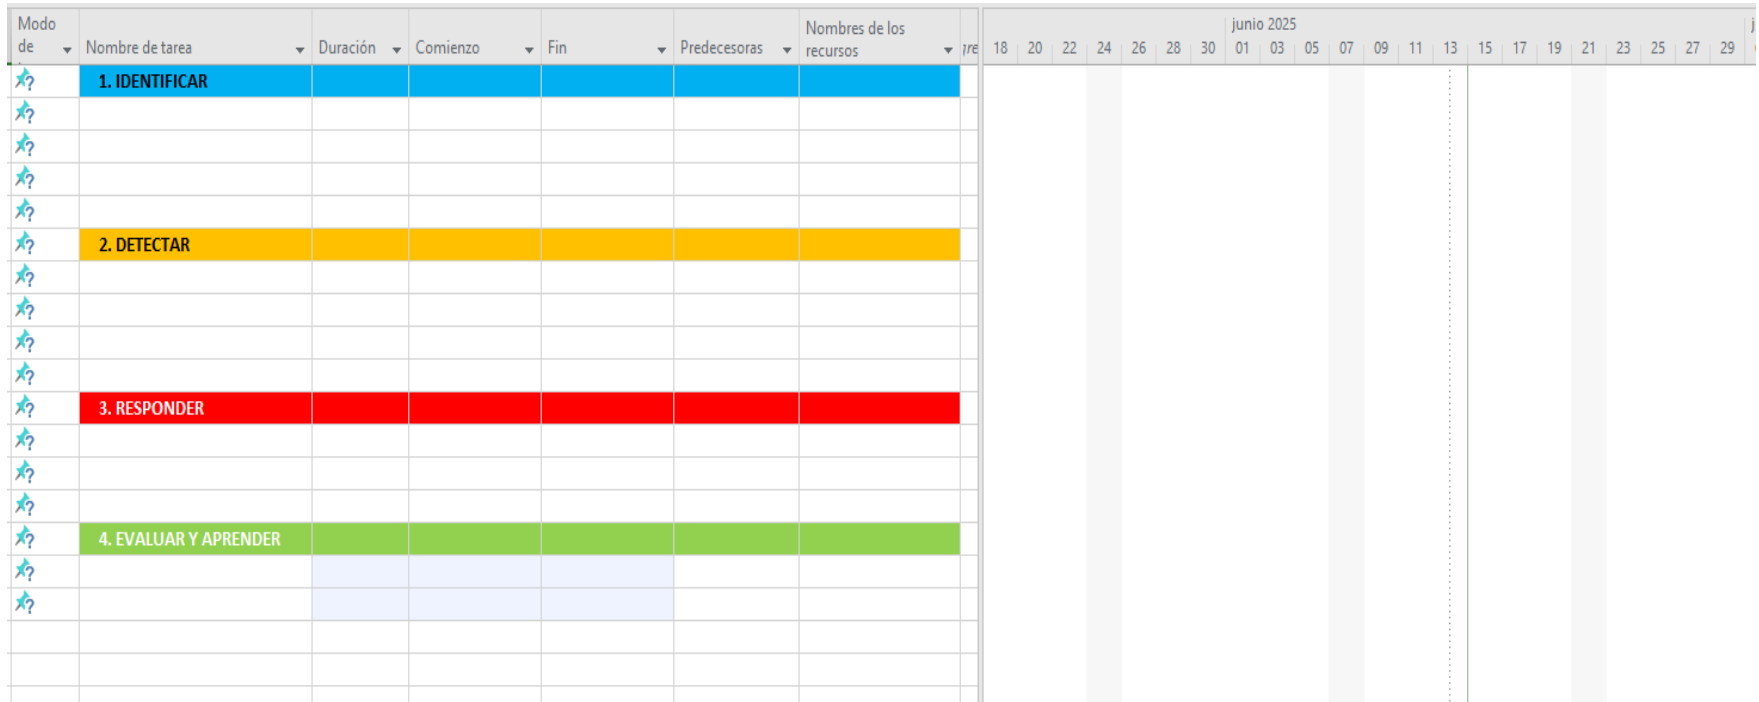 Modo
de
Nombre de tarea
Duración
Comienzo
Fin
Predecesoras
Nombres de los
recursos
junio 2025
18 20 22 24 26 28 30 01 03 05 07 09 11 13 15 17 19 21 23 25 27 29
1. IDENTIFICAR
2. DETECTAR
3. RESPONDER
4. EVALUAR Y APRENDER